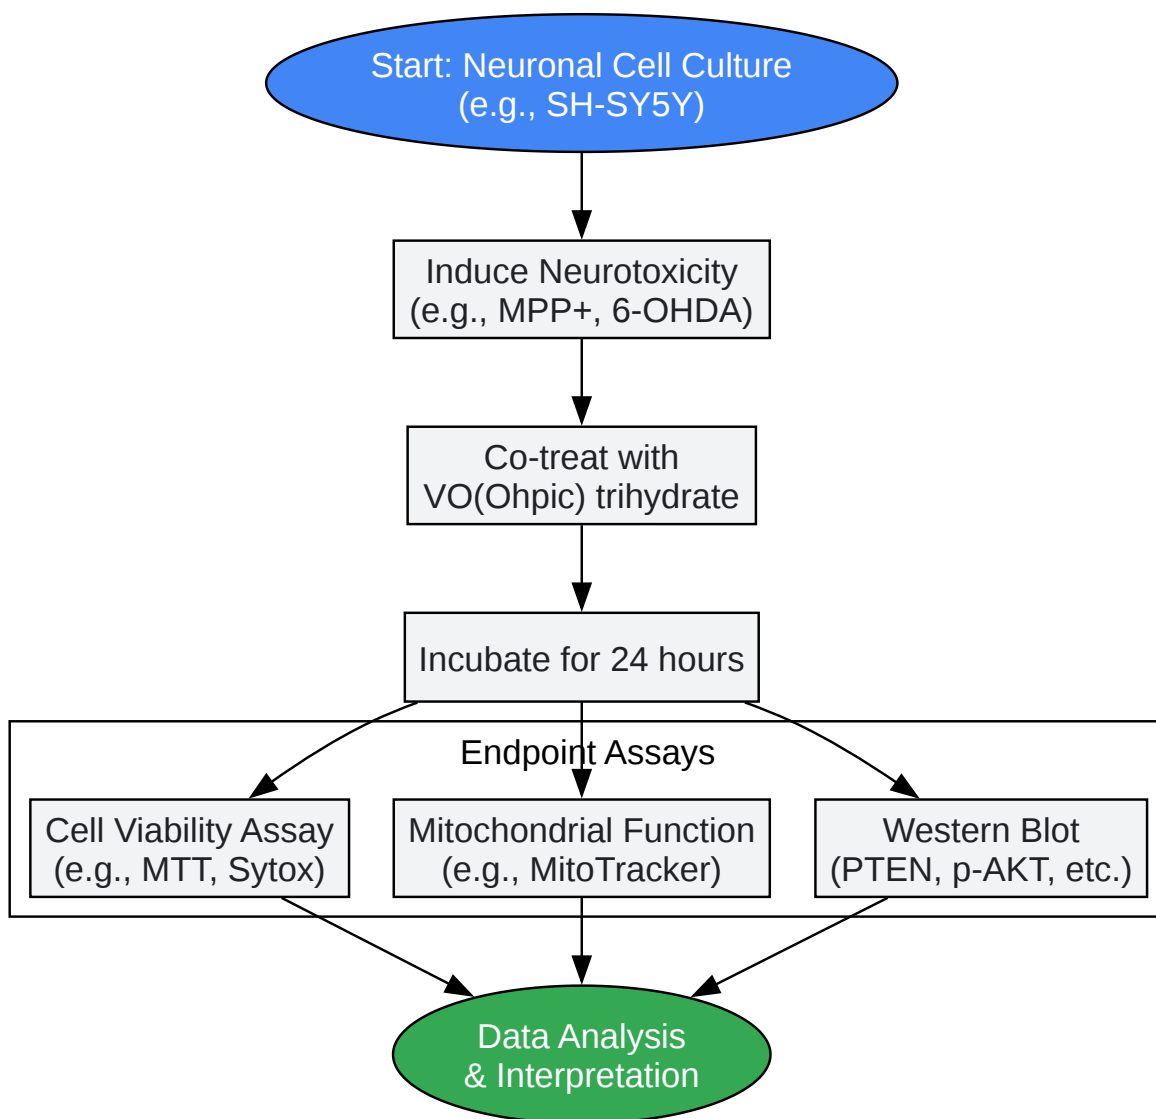 Start: Neuronal Cell Culture
(e.g., SH-SY5Y)
Induce Neurotoxicity
(e.g., MPP+, 6-OHDA)
Co-treat with
VO(Ohpic) trihydrate
Incubate for 24 hours
Endpoint Assays
Cell Viability Assay
(e.g., MTT, Sytox)
Mitochondrial Function
(e.g., MitoTracker)
Western Blot
(PTEN, p-AKT, etc.)
Data Analysis
& Interpretation